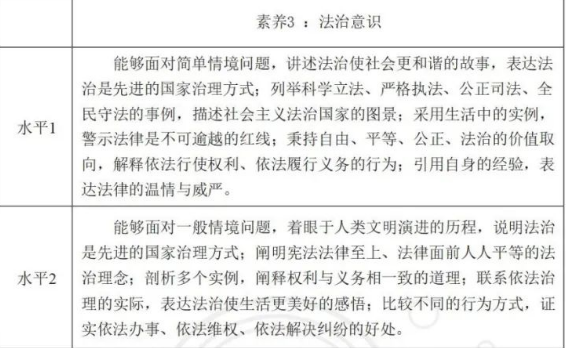 素养3 ：法治意识
水平1
能够面对简单情境问题，讲述法治使社会更和谐的故事，表达法
治是先进的国家治理方式；列举科学立法、严格执法、公正司法、全
民守法的事例，描述社会主义法治国家的图景；采用生活中的实例，
警示法律是不可逾越的红线；秉持自由、平等、公正、法治的价值取
向，解释依法行使权利、依法履行义务的行为；引用自身的经验，表
达法律的温情与威严。
水平2
能够面对一般情境问题，着眼于人类文明演进的历程，说明法治
是先进的国家治理方式；阐明宪法法律至上、法律面前人人平等的法
治理念；剖析多个实例，阐释权利与义务相一致的道理；联系依法治
理的实际，表达法治使生活更美好的感悟；比较不同的行为方式，证
实依法办事、依法维权、依法解决纠纷的好处。